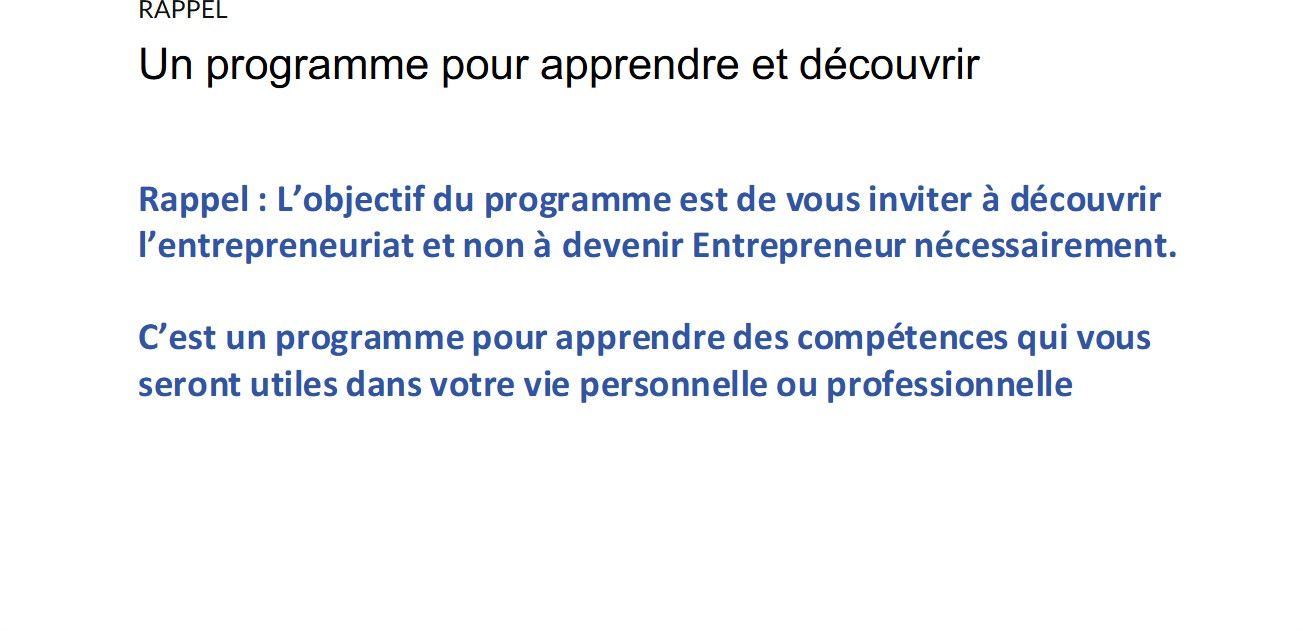 RAPPEL
Un programme pour apprendre et découvrir
Rappel : L’objectif du programme est de vous inviter à découvrir
l’entrepreneuriat et non à devenir Entrepreneur nécessairement.
C’est un programme pour apprendre des compétences qui vous
seront utiles dans votre vie personnelle ou professionnelle